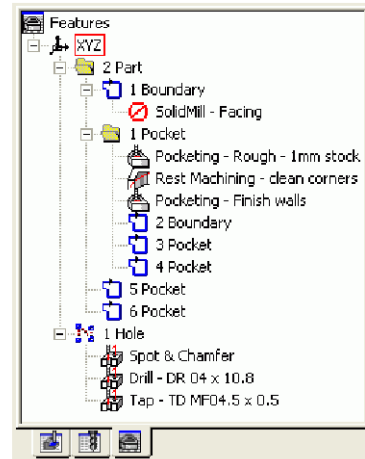 Features
XYZ
2 Part
1 Boundary
SolidMill - Facing
1 Pocket
Pocketing - Rough - 1mm stock
Rest Machining - clean corners
Pocketing - Finish walls
2 Boundary
3 Pocket
4 Pocket
5 Pocket
6 Pocket
1 Hole
Spot & Chamfer
Drill - DR 04 x 10.8
Tap - TD MF04.5 x 0.5